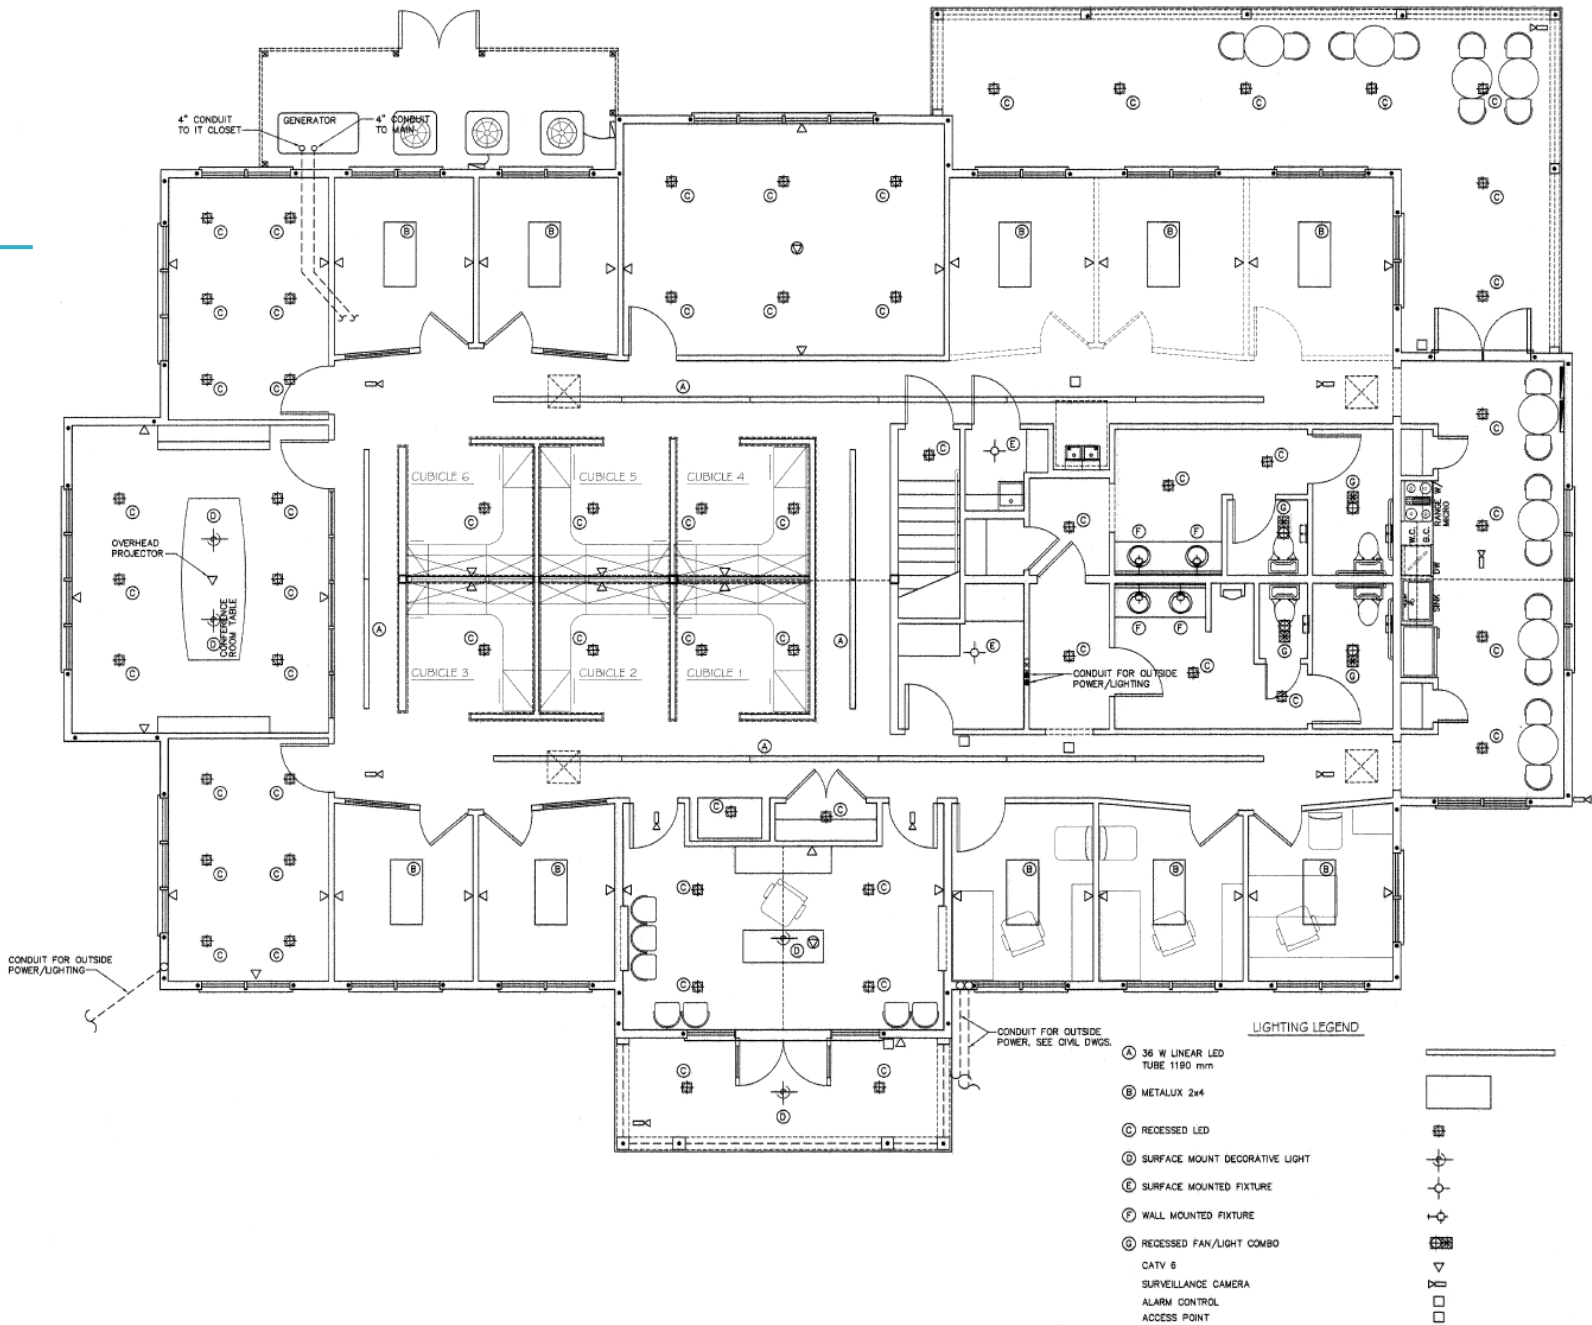 4" CONDUIT
TO IT CLOSET
GENERATOR
4" CONDUIT
TO MAIN
C
C
C
C
C
C
C
C
C
B
B
C
C
C
B
B
B
C
C
C
C
C
C
C
C
C
C
C
A
CUBICLE 6
CUBICLE 5
CUBICLE 4
C
E
C
C
C
D
C
C
C
C
C
C
C
G
G
RANGE W/
MICRO
C
OVERHEAD
PROJECTOR
F
F
W.C.
B.C.
DW
C
C
CONFERENCE
ROOM TABLE
D
SINK
A
A
C
C
C
C
E
F
F
G
C
C
C
CUBICLE 3
CUBICLE 2
CUBICLE 1
CONDUIT FOR OUTSIDE
POWER/LIGHTING
C
C
G
C
C
A
C
C
C
C
C
C
B
B
C
C
B
B
B
C
C
D
CONDUIT FOR OUTSIDE
POWER/LIGHTING
C
C
CONDUIT FOR OUTSIDE
POWER, SEE CIVIL DWGS.
C
C
D
LIGHTING LEGEND
A 36 W LINEAR LED
TUBE 1190 mm
B METALUX 2x4
C RECESSED LED
D SURFACE MOUNT DECORATIVE LIGHT
E SURFACE MOUNTED FIXTURE
F WALL MOUNTED FIXTURE
G RECESSED FAN/LIGHT COMBO
CATV 6
SURVEILLANCE CAMERA
ALARM CONTROL
ACCESS POINT